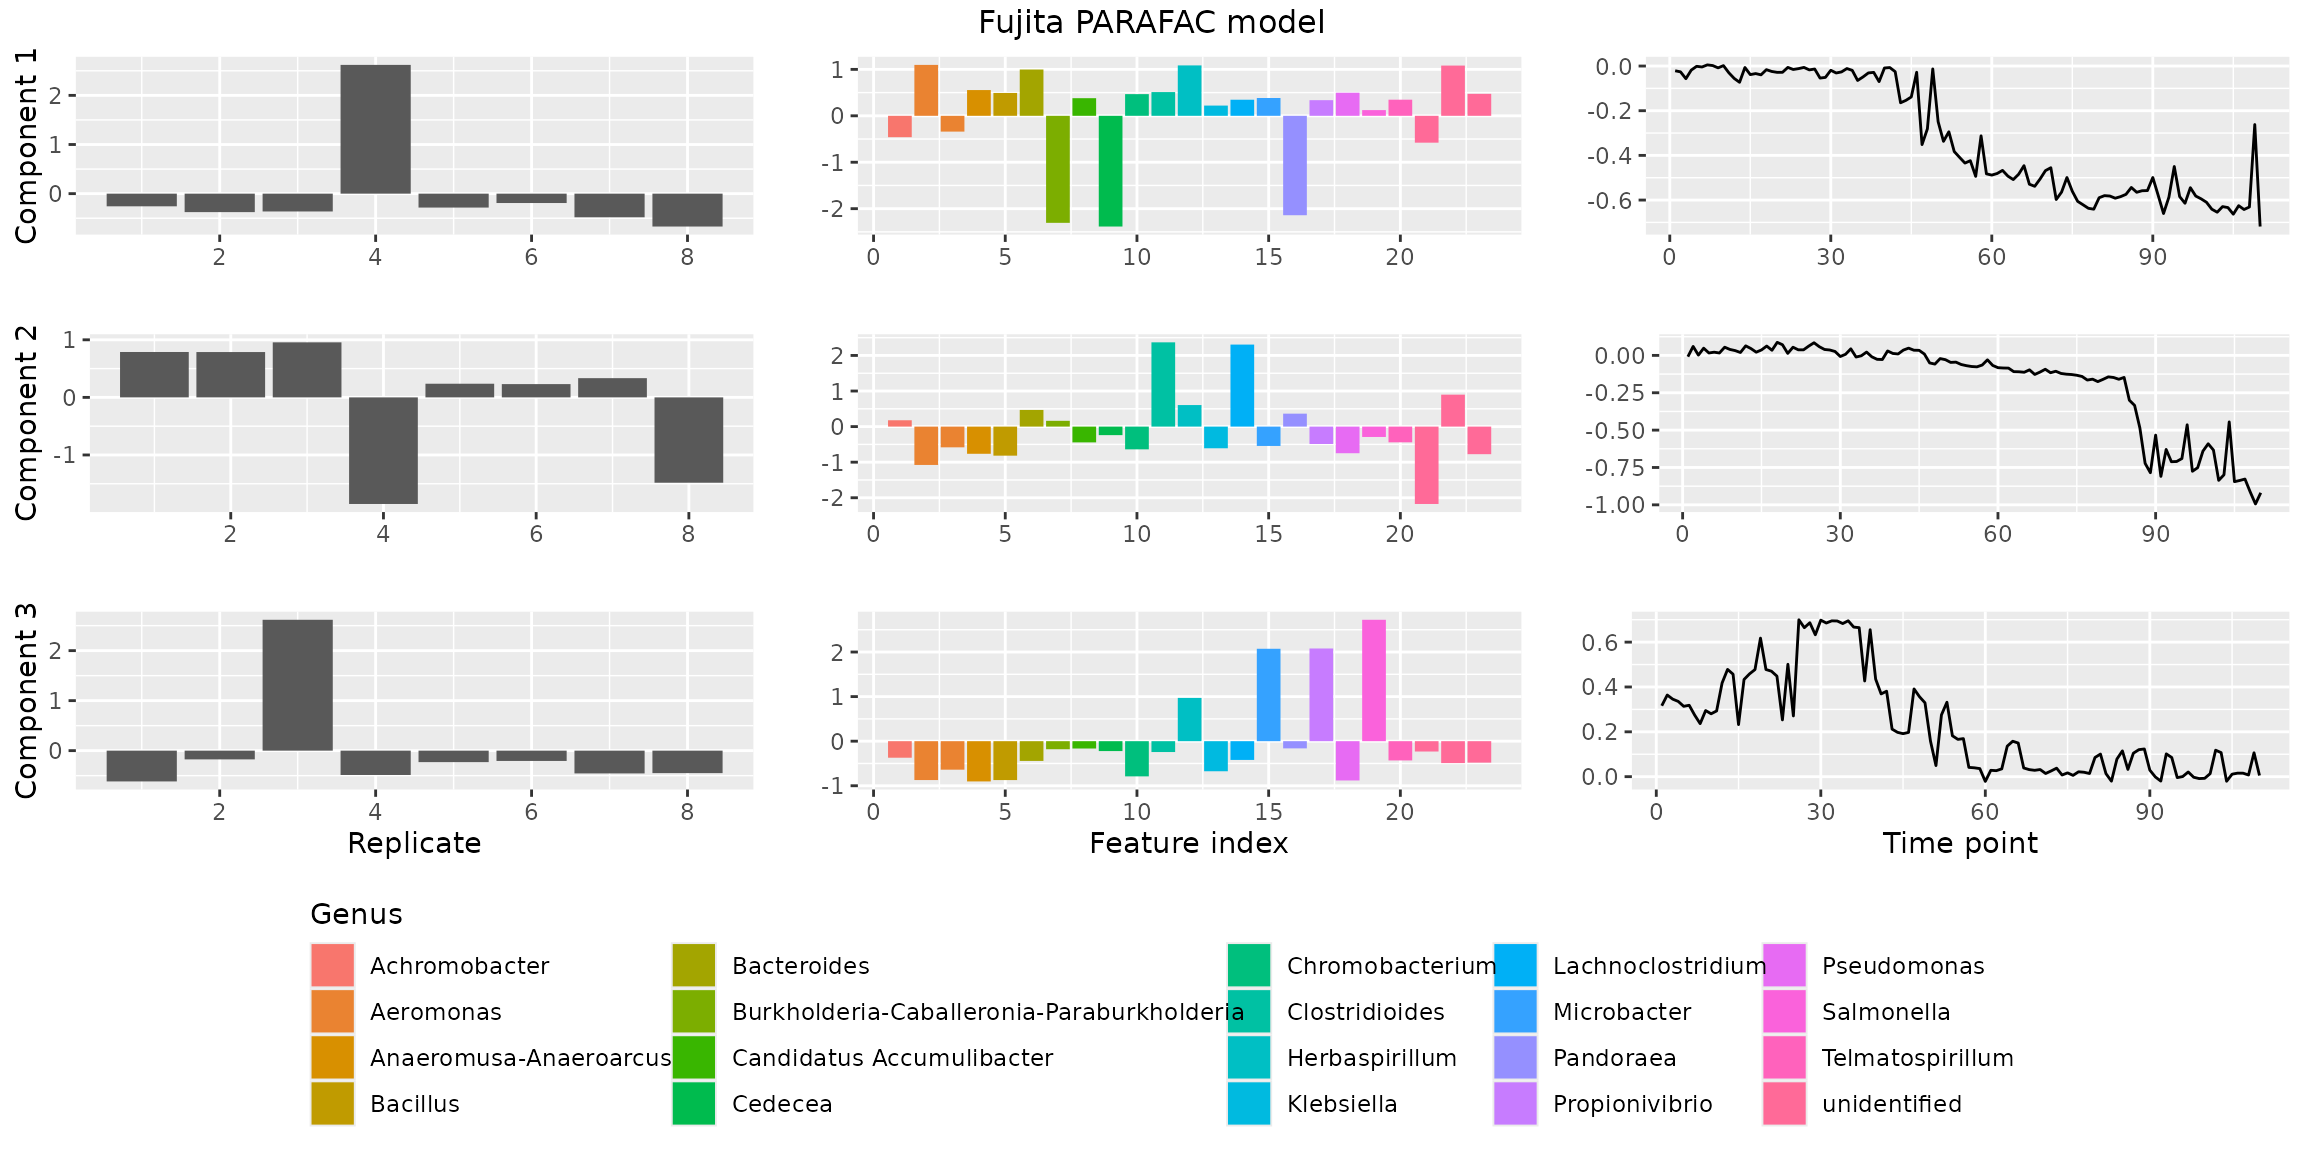 Fujita PARAFAC model
Component 1
2
1
0
2 4 6 8
1
0
-1
-2
0 5 10 15 20
0.0
-0.2
-0.4
-0.6
0 30 60 90
Component 2
1
0
-1
2 4 6 8
2
1
0
-1
-2
0 5 10 15 20
0.00
-0.25
-0.50
-0.75
-1.00
0 30 60 90
Component 3
2
1
0
2 4 6 8
Replicate
2
1
0
-1
0 5 10 15 20
Feature index
0.6
0.4
0.2
0.0
0 30 60 90
Time point
Genus
Achromobacter
Aeromonas
Anaeromusa-Anaeroarcus
Bacillus
Bacteroides
Burkholderia-Caballeronia-Paraburkholderia
Candidatus Accumulibacter
Cedecea
Chromobacterium
Clostridioides
Herbaspirillum
Klebsiella
Lachnoclostridium
Microbacter
Pandoraea
Propionivibrio
Pseudomonas
Salmonella
Telmatospirillum
unidentified